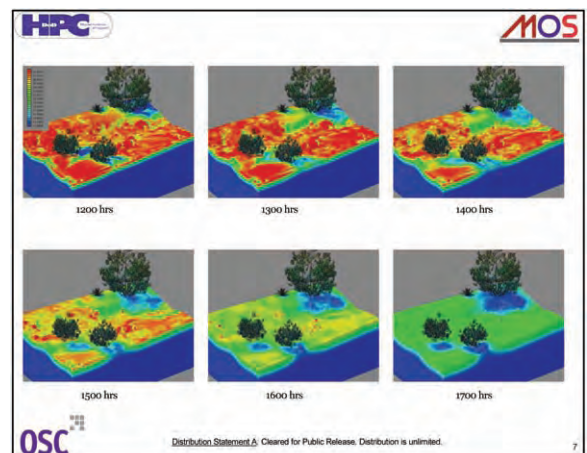 HPC
MOS
1200 hrs
1300 hrs
1400 hrs
1500 hrs
1600 hrs
1700 hrs
OSC
Distribution Statement A: Cleared for Public Release. Distribution is unlimited.
7